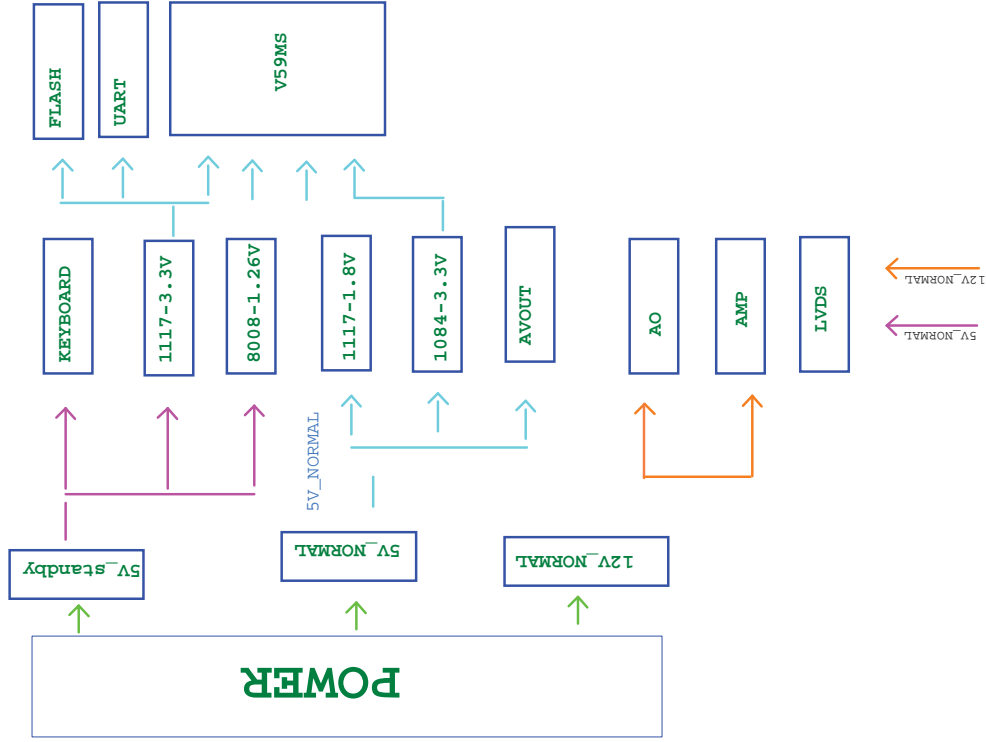 FLASH
UART
V59MS
KEYBOARD
1117-3.3V
8008-1.26V
1117-1.8V
1084-3.3V
AVOUT
AO
AMP
LVDS
12V_NORMAL
5V_NORMAL
5V_NORMAL
5V_standby
5V_NORMAL
12V_NORMAL
POWER